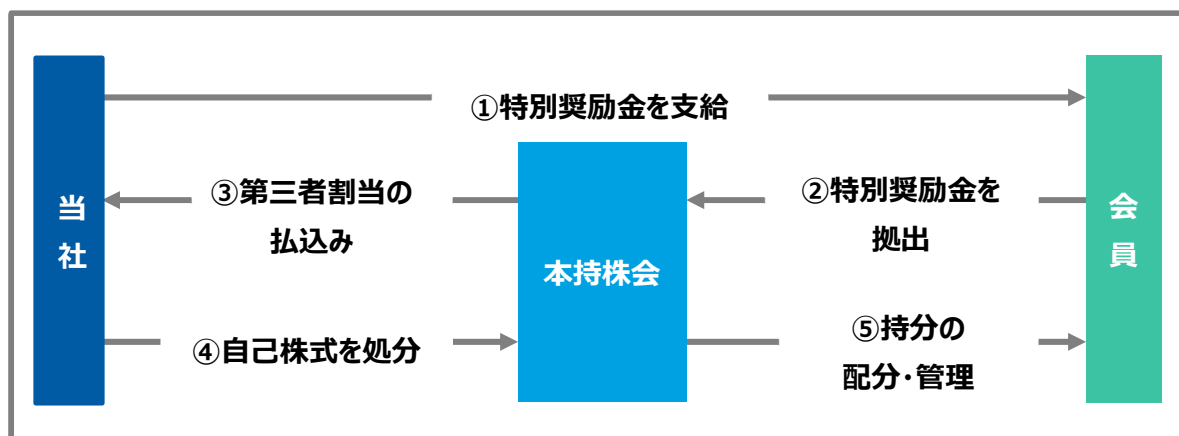 ①特別奨励金を支給
当社
③第三者割当の
払込み
本持株会
②特別奨励金を
拠出
会員
④自己株式を処分
⑤持分の
配分・管理